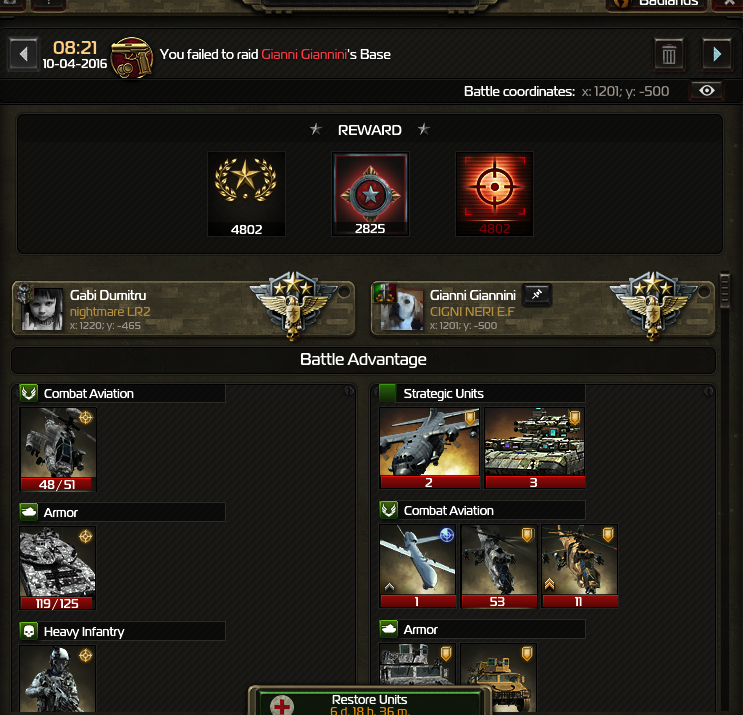 Badlands
08:21
10-04-2016
You failed to raid Gianni Giannini's Base
Battle coordinates: x: 1201; y: -500
REWARD
4802
2825
4802
Gabi Dumitru
nightmare LR2
x: 1220; y: -465
Gianni Giannini
CIGNI NERI E.F
x: 1201; y: -500
Battle Advantage
Combat Aviation
48/51
Armor
119/125
Heavy Infantry
Strategic Units
2
3
Combat Aviation
1
53
11
Armor
Restore Units
6 d. 18 h. 36 m.